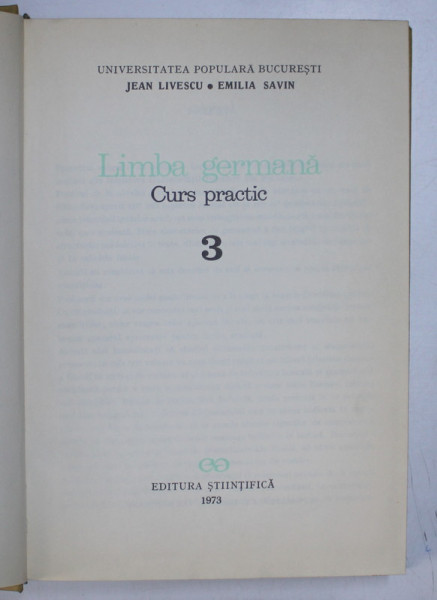 UNIVERSITATEA POPULARĂ BUCUREȘTI
JEAN LIVESCU • EMILIA SAVIN
Limba germană
Curs practic
3
EDITURA ȘTIINȚIFICĂ
1973